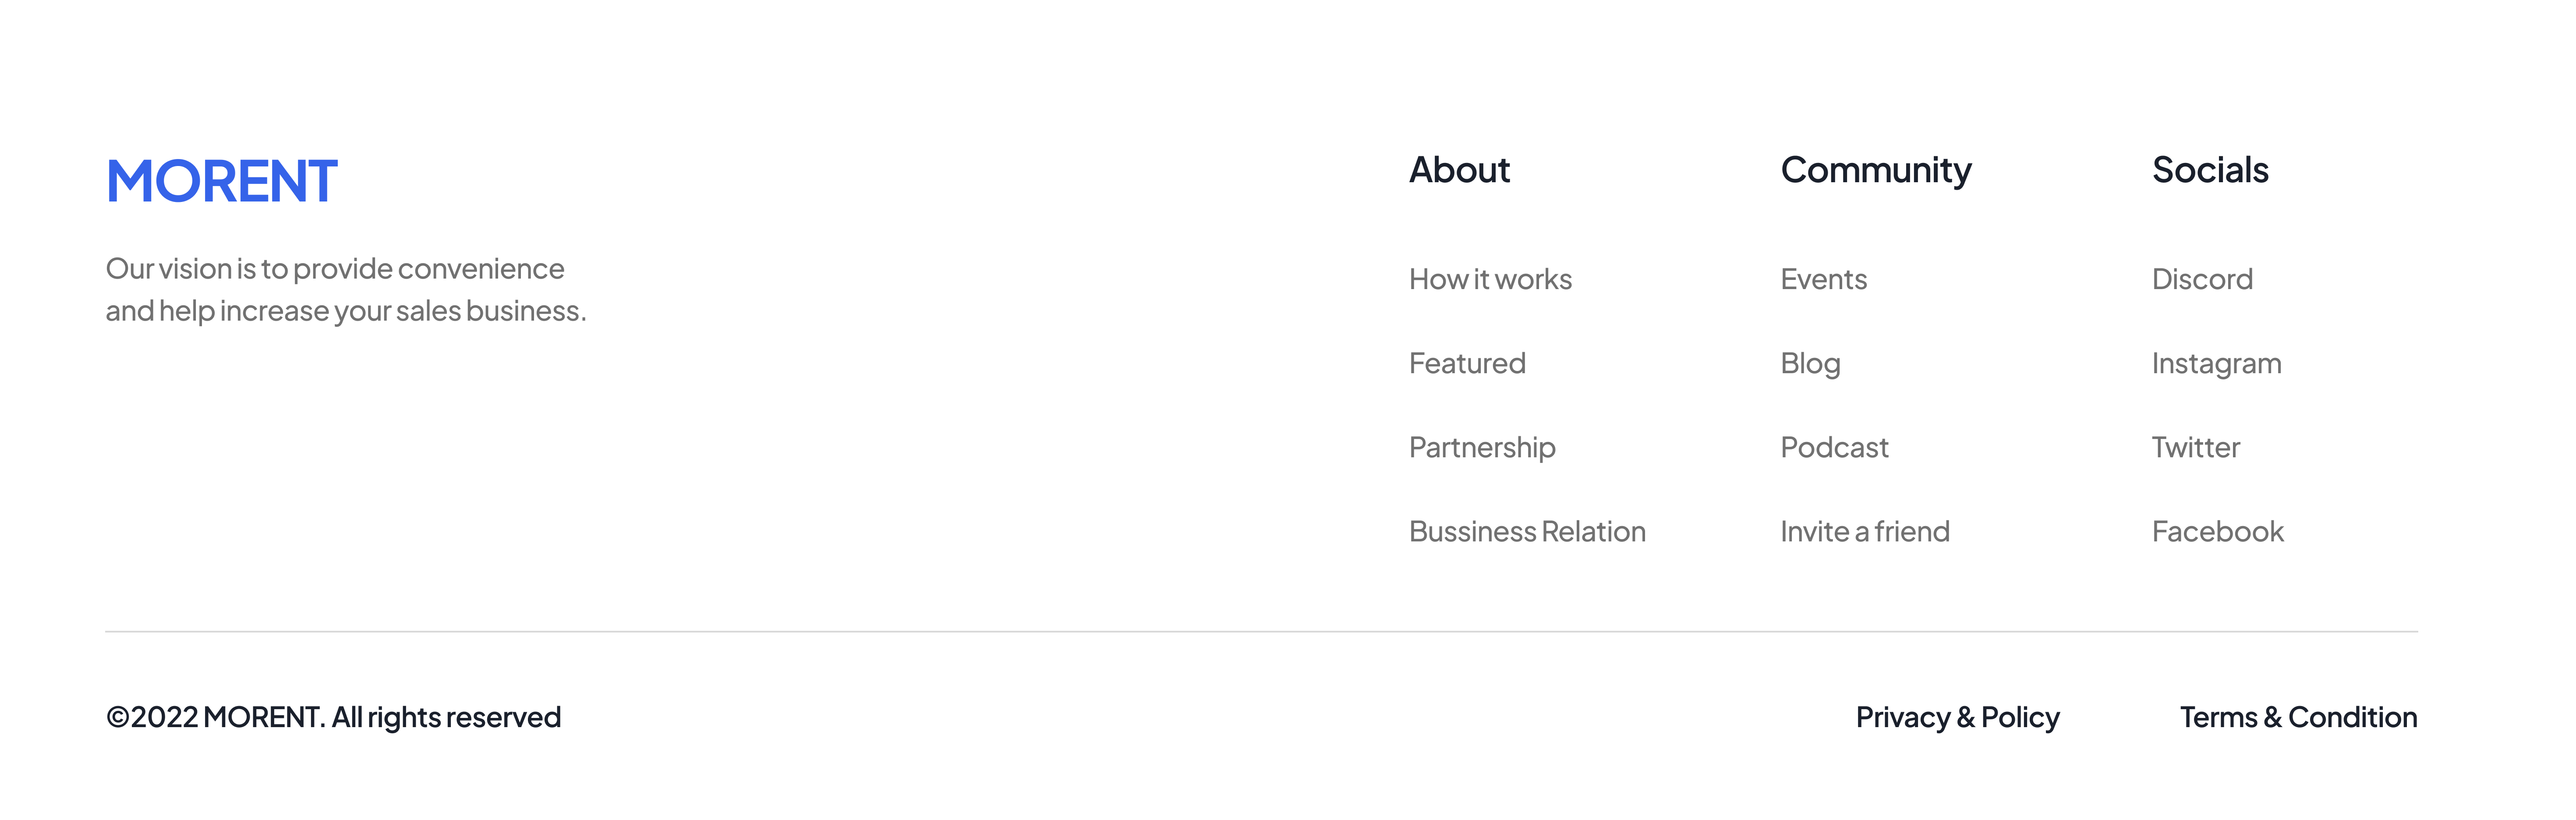 MORENT
Our vision is to provide convenience
and help increase your sales business.
About
How it works
Featured
Partnership
Bussiness Relation
Community
Events
Blog
Podcast
Invite a friend
Socials
Discord
Instagram
Twitter
Facebook
©2022 MORENT. All rights reserved
Privacy & Policy
Terms & Condition